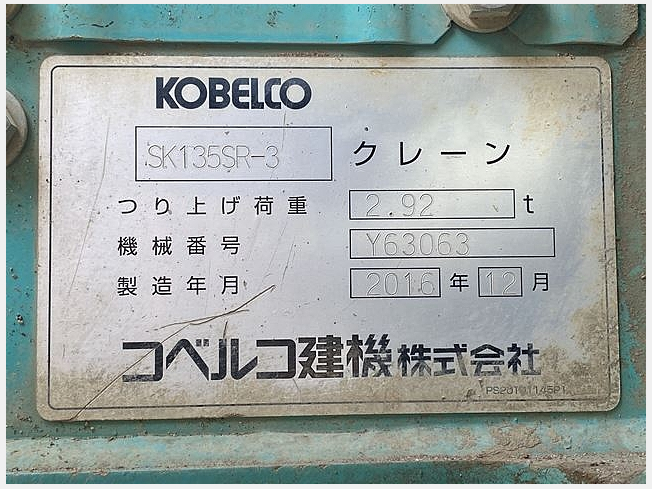 KOBELCO
SK135SR-3 クレーン
つり上げ荷重 2.92 t
機械番号 Y63063
製造年月 2016 年 12 月
コベルコ建機株式会社